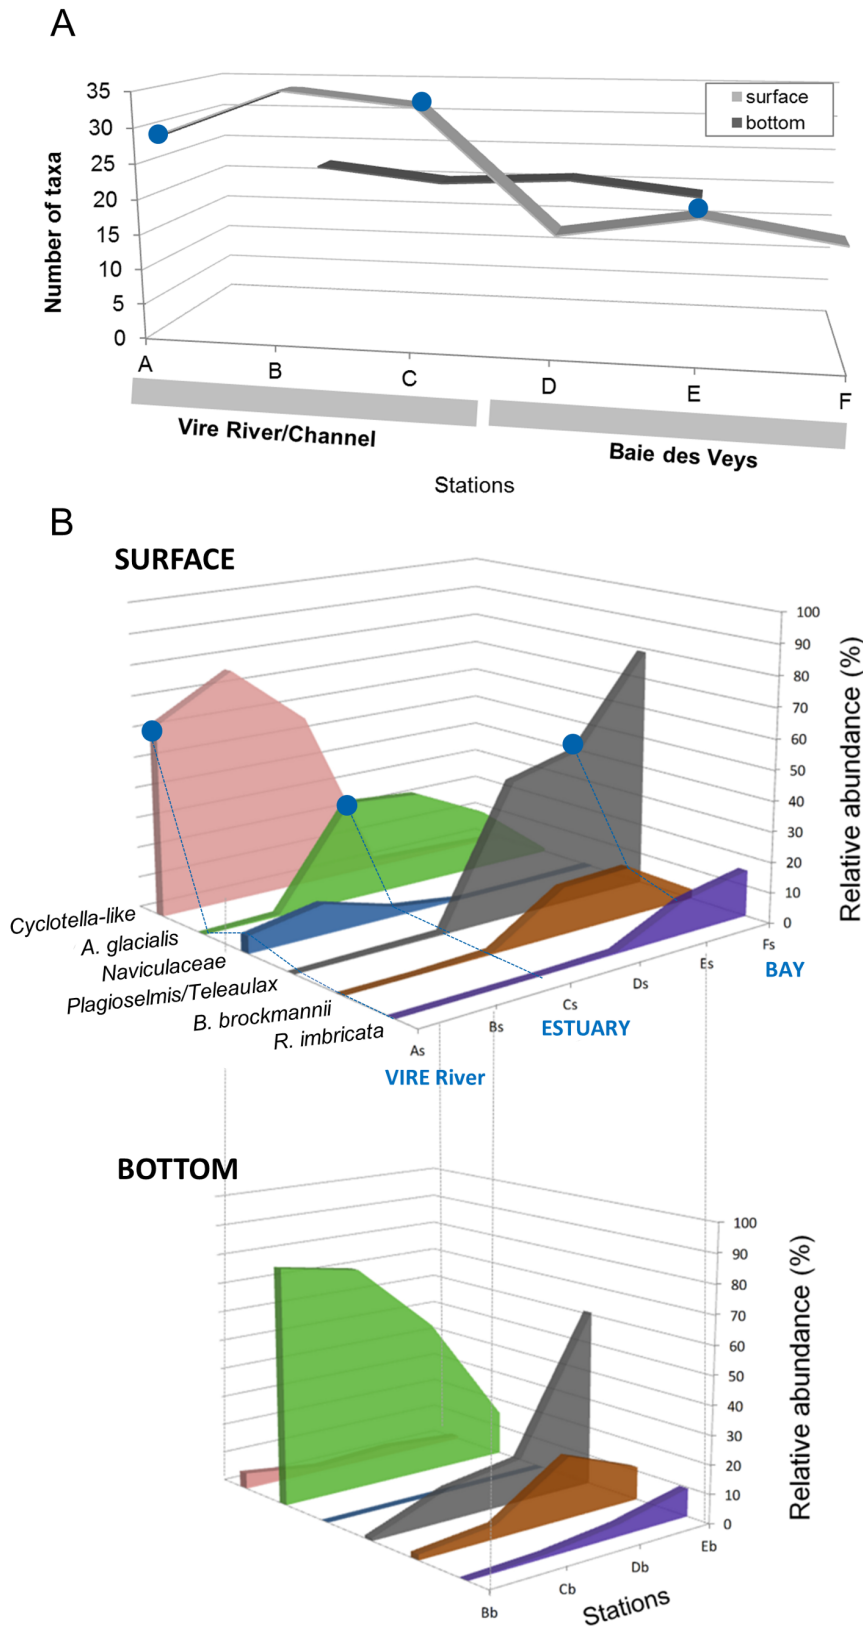 A
35
30
25
20
15
10
5
0
Number of taxa
surface
bottom
A
B
C
D
E
F
Vire River/Channel
Baie des Veys
Stations
B
SURFACE
100
90
80
70
60
50
40
30
20
10
0
Relative abundance (%)
Cyclotella-like
A. glacialis
Naviculaceae
Plagioselmis/Teleaulax
B. brockmannii
R. imbricata
As
Bs
Cs
Ds
Es
Fs
VIRE River
ESTUARY
BAY
BOTTOM
100
90
80
70
60
50
40
30
20
10
0
Relative abundance (%)
Bb
Cb
Db
Eb
Stations